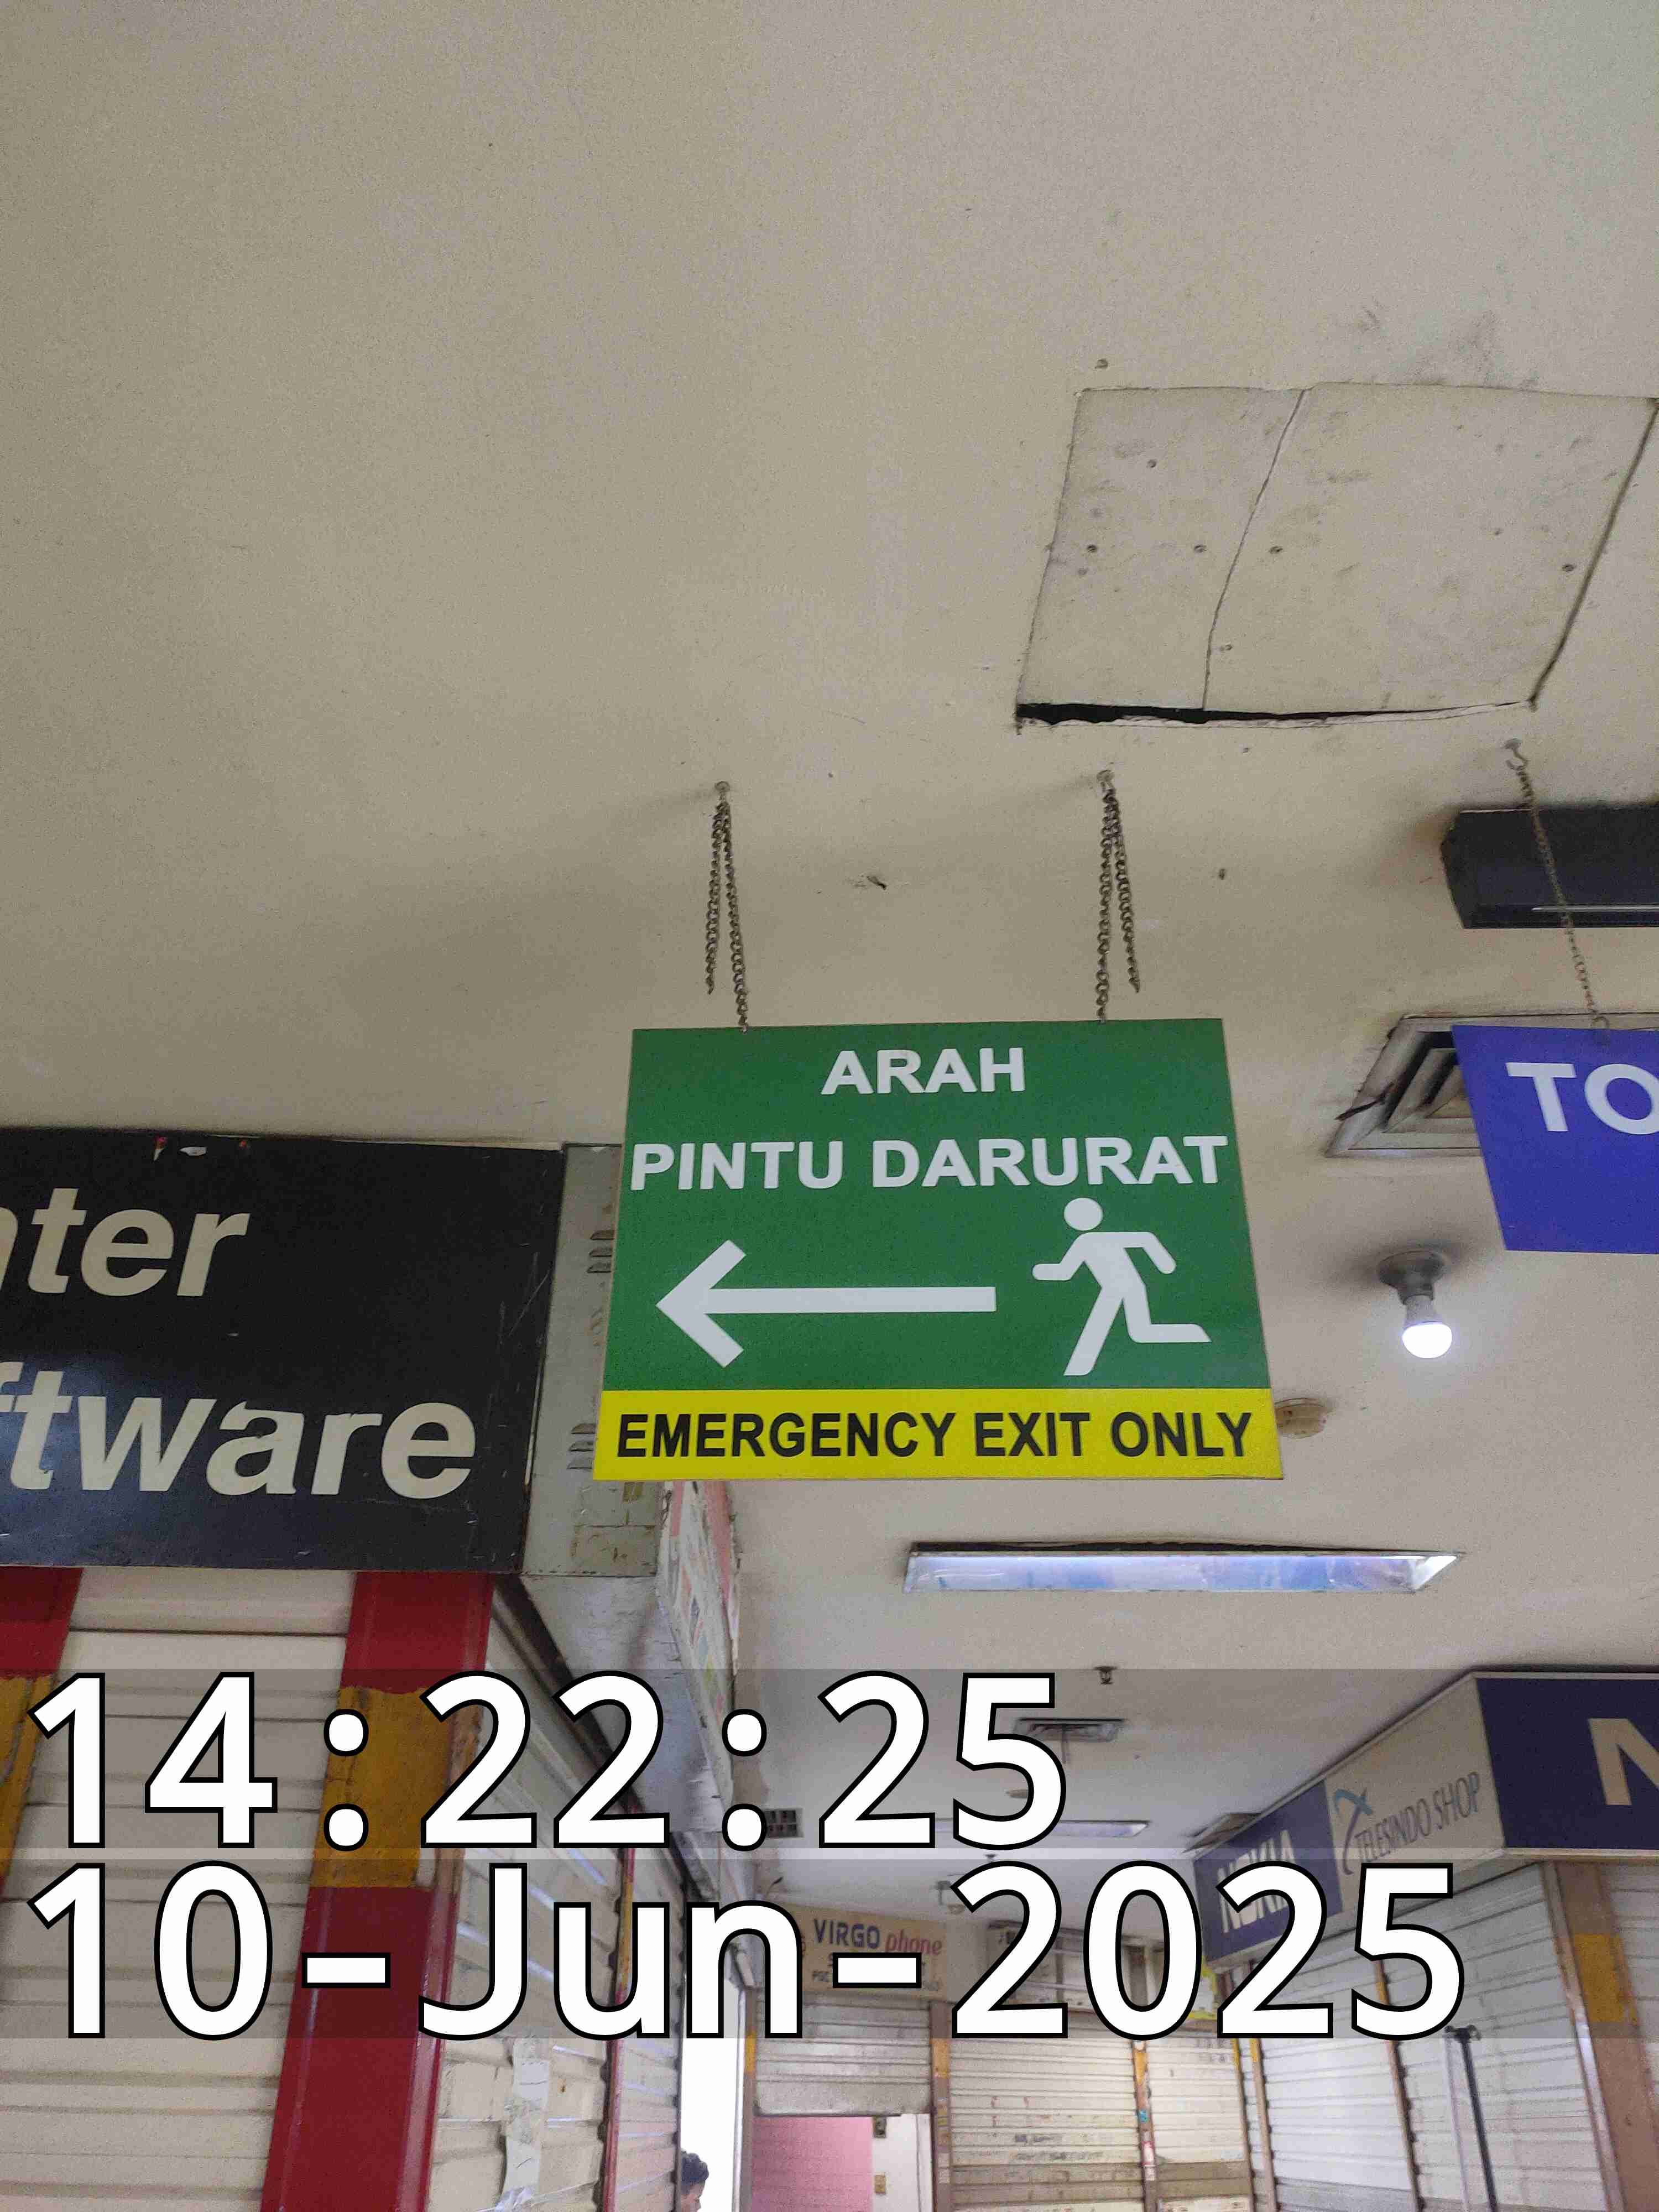 ARAH
PINTU DARURAT
EMERGENCY EXIT ONLY
TO
nter
ftware
14:22:25
10-Jun-2025
NOKIA
TELESINDO SHOP
N
VIRGO phone